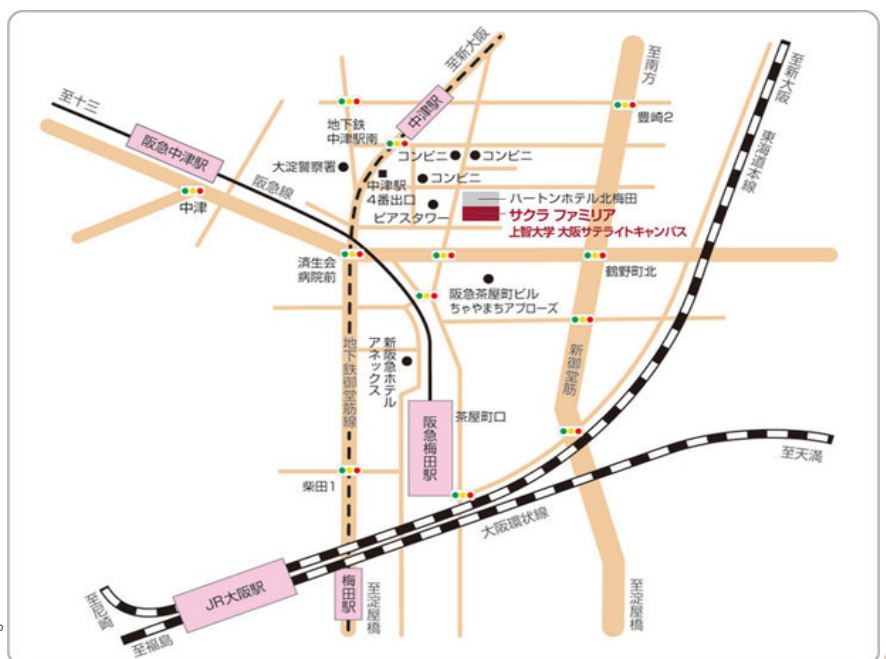 至新大阪
至南方
至新大阪
至十三
中津駅
豊崎2
東海道本線
地下鉄
中津駅南
阪急中津駅
コンビニ
コンビニ
大淀警察署
中津駅
4番出口
コンビニ
阪急線
ハートンホテル北梅田
中津
ピアスタワー
サクラ ファミリア
上智大学 大阪サテライトキャンパス
済生会
病院前
鶴野町北
阪急茶屋町ビル
ちゃやまちアプローズ
地下鉄御堂筋線
新阪急ホテル
アネックス
新御堂筋
茶屋町口
阪急梅田駅
至天満
柴田1
大阪環状線
JR大阪駅
梅田駅
至淀屋橋
至淀屋橋
至尼崎
至福島
。